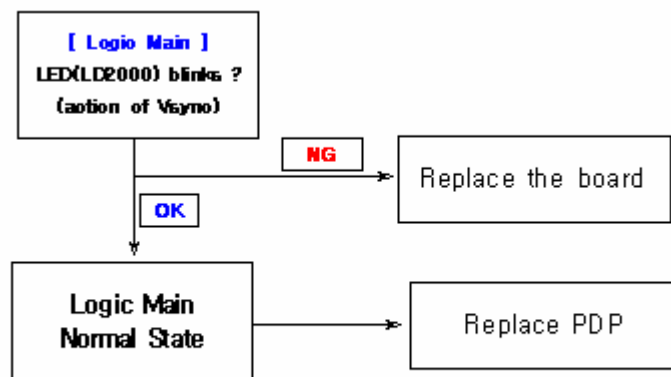 [ Logio Main ]
LED(LD2000) blinks ?
(aotion of Vsyno)
NG
Replace the board
OK
Logic Main
Normal State
Replace PDP